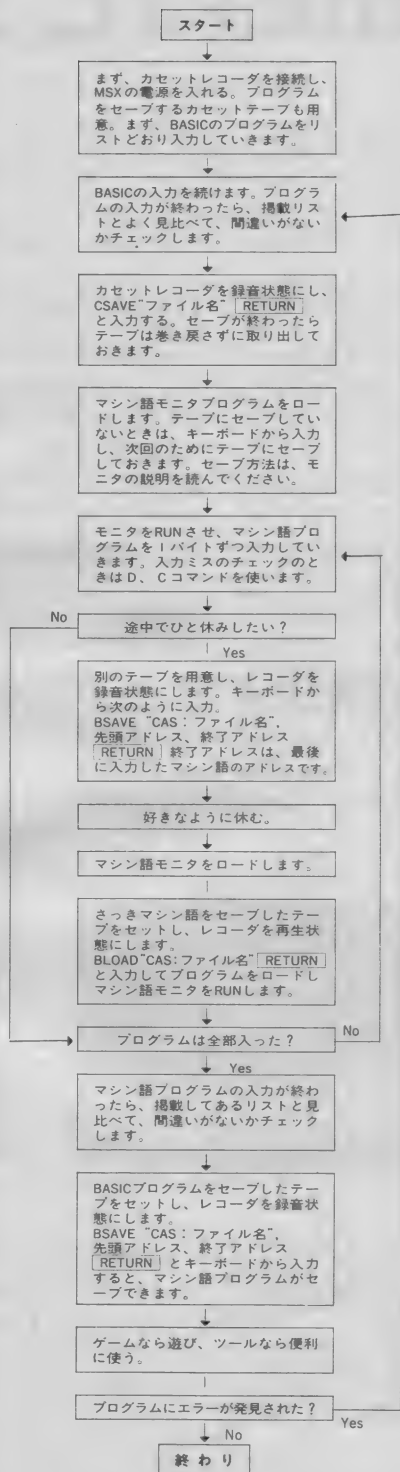 スタート
まず、カセットレコーダを接続し、
MSXの電源を入れる。プログラム
をセーブするカセットテープも用
意。まず、BASICのプログラムをリ
ストどおり入力していきます。
BASICの入力を続けます。プログラ
ムの入力が終わったら、掲載リス
トとよく見比べて、間違いがない
かチェックします。
カセットレコーダを録音状態にし、
CSAVE"ファイル名" RETURN
と入力する。セーブが終わったら
テープは巻き戻さずに取り出して
おきます。
マシン語モニタプログラムをロー
ドします。テープにセーブしてい
ないときは、キーボードから入力
し、次回のためにテープにセーブ
しておきます。セーブ方法は、モ
ニタの説明を読んでください。
モニタをRUNさせ、マシン語プロ
グラムを1バイトずつ入力してい
きます。入力ミスのチェックのと
きはD、Cコマンドを使います。
No
途中でひと休みしたい？
Yes
別のテープを用意し、レコーダを
録音状態にします。キーボードか
ら次のように入力。
BSAVE "CAS：ファイル名",
先頭アドレス、終了アドレス
RETURN 終了アドレスは、最後
に入力したマシン語のアドレスです。
好きなように休む。
マシン語モニタをロードします。
さっきマシン語をセーブしたテー
プをセットし、レコーダを再生状
態にします。
BLOAD"CAS：ファイル名" RETURN
と入力してプログラムをロードし
マシン語モニタをRUNします。
プログラムは全部入った？
No
Yes
マシン語プログラムの入力が終わ
ったら、掲載してあるリストと見
比べて、間違いがないかチェック
します。
BASICプログラムをセーブしたテー
プをセットし、レコーダを録音状
態にします。
BSAVE "CAS：ファイル名",
先頭アドレス、終了アドレス
RETURN とキーボードから入力
すると、マシン語プログラムがセ
ーブできます。
ゲームなら遊び、ツールなら便利
に使う。
プログラムにエラーが発見された？
Yes
No
終わり